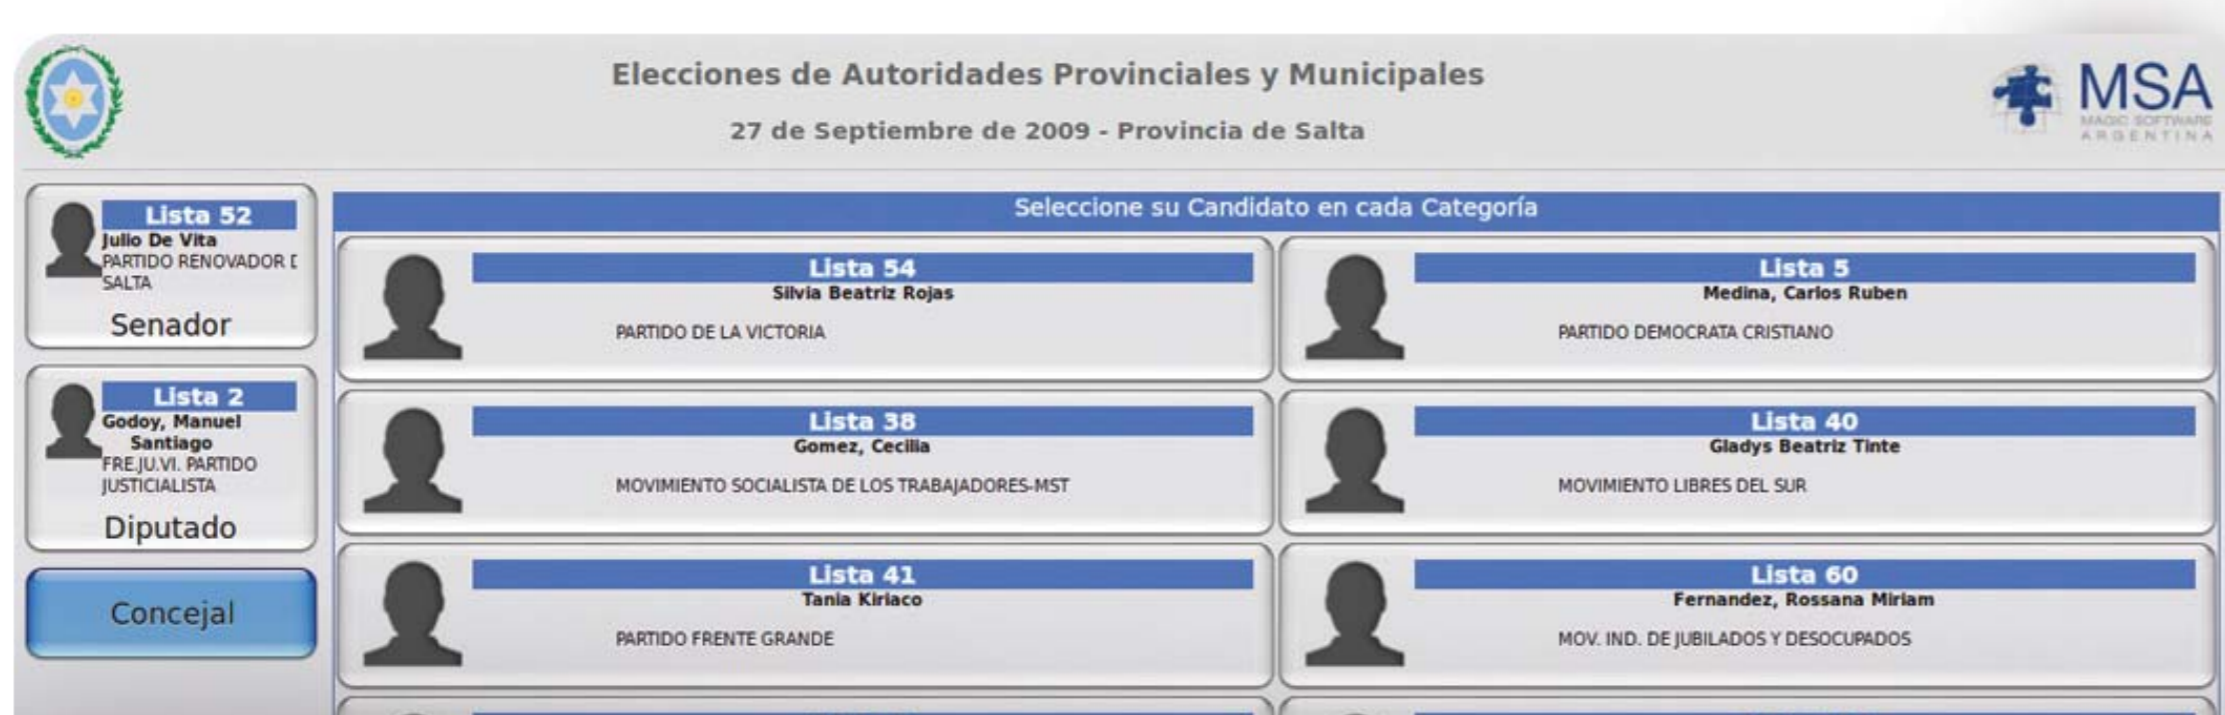 Elecciones de Autoridades Provinciales y Municipales
27 de Septiembre de 2009 - Provincia de Salta
MSA
MAGIC SOFTWARE
ARGENTINA
Lista 52
Julio De Vita
PARTIDO RENOVADOR D
SALTA
Senador
Lista 2
Godoy, Manuel
Santiago
FRE.JU.VI. PARTIDO
JUSTICIALISTA
Diputado
Concejal
Seleccione su Candidato en cada Categoría
Lista 54
Silvia Beatriz Rojas
PARTIDO DE LA VICTORIA
Lista 5
Medina, Carlos Ruben
PARTIDO DEMOCRATA CRISTIANO
Lista 38
Gomez, Cecilia
MOVIMIENTO SOCIALISTA DE LOS TRABAJADORES-MST
Lista 40
Gladys Beatriz Tinte
MOVIMIENTO LIBRES DEL SUR
Lista 41
Tania Kiriaco
PARTIDO FRENTE GRANDE
Lista 60
Fernandez, Rossana Miriam
MOV. IND. DE JUBILADOS Y DESOCUPADOS